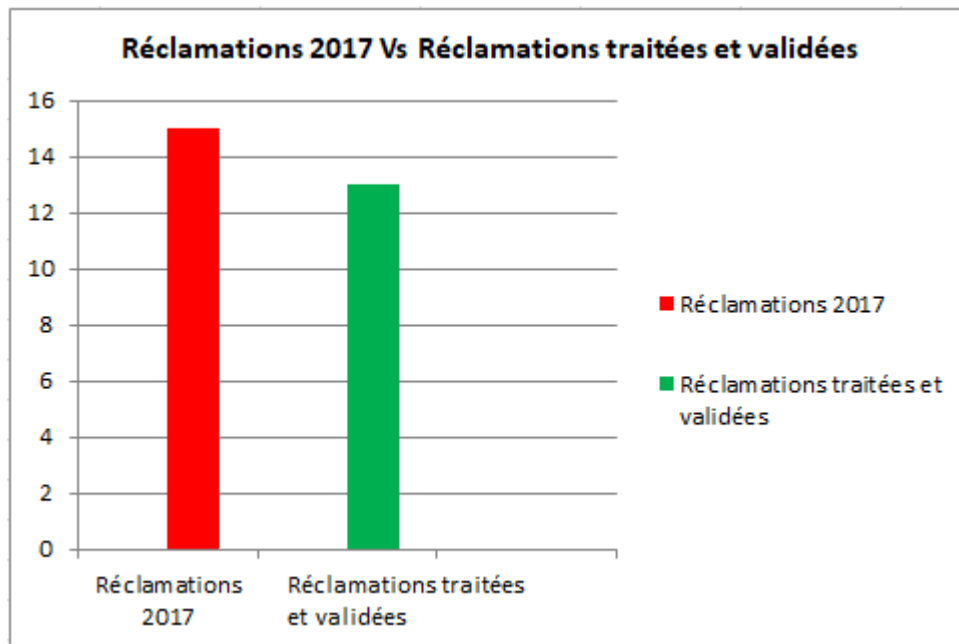 Réclamations 2017 Vs Réclamations traitées et validées
16
14
12
10
8
6
4
2
0
Réclamations
2017
Réclamations traitées
et validées
Réclamations 2017
Réclamations traitées et
validées